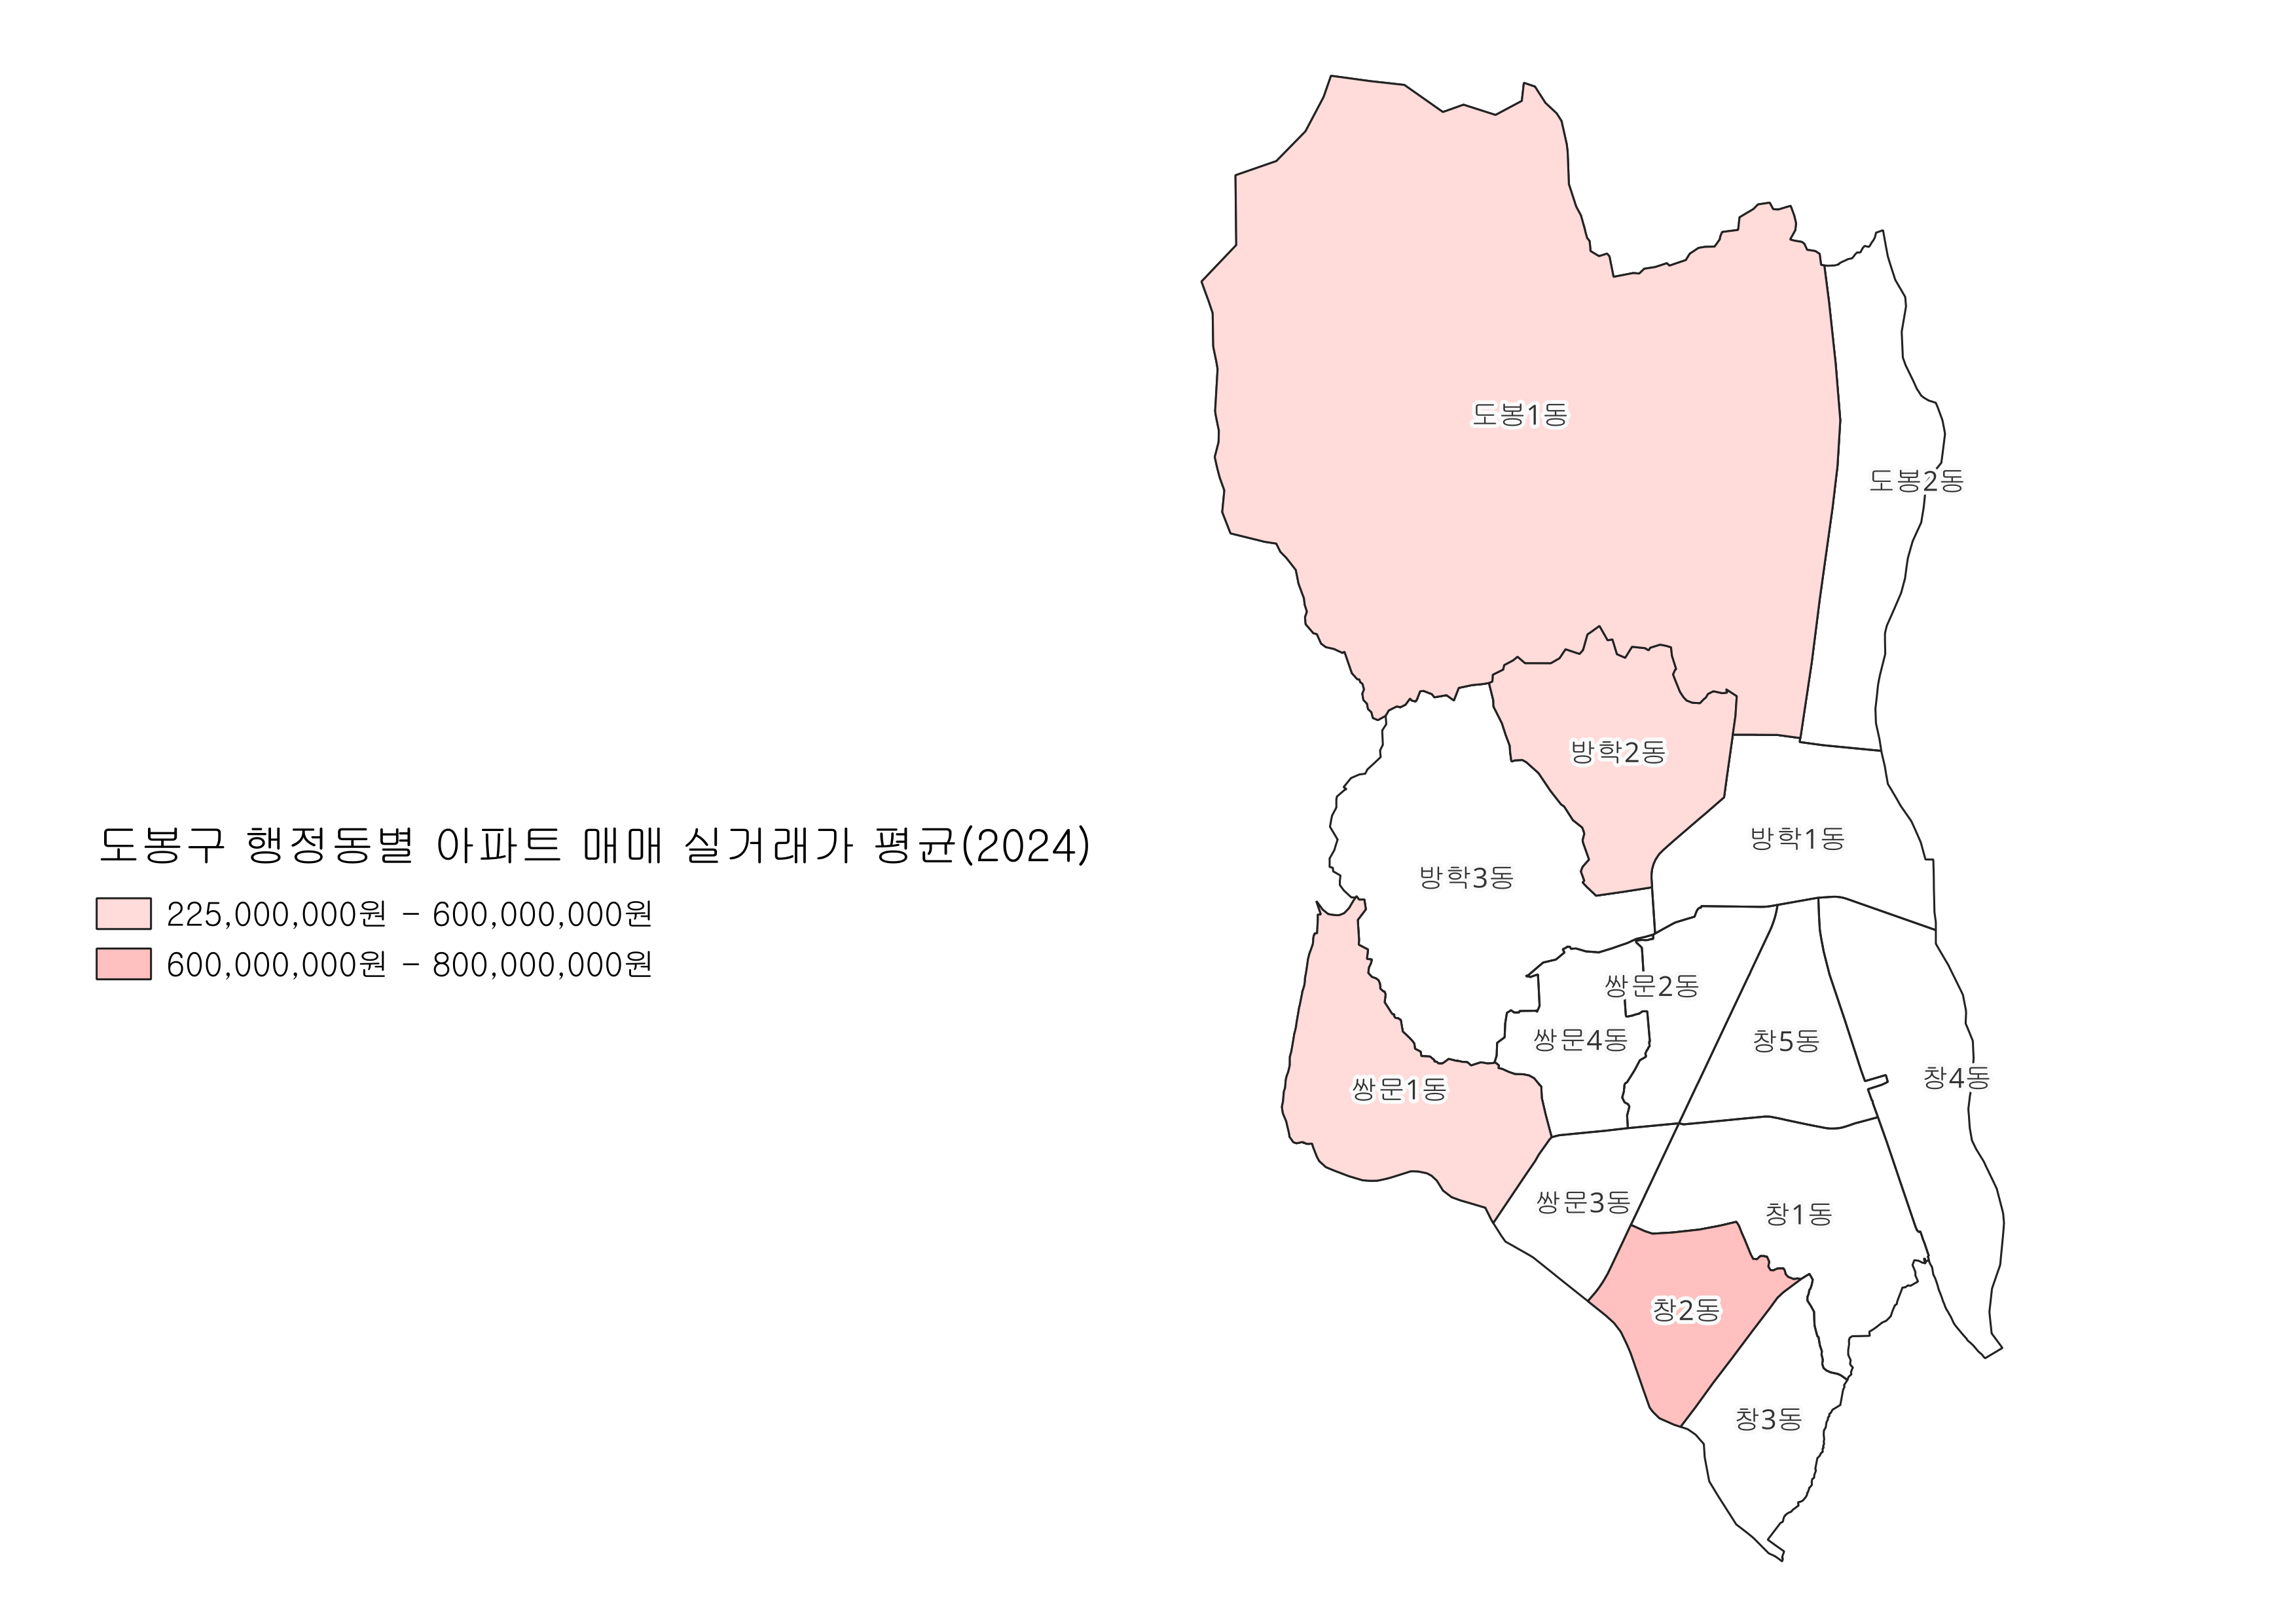 도봉1동
도봉2동
방학2동
방학1동
방학3동
도봉구 행정동별 아파트 매매 실거래가 평균(2024)
225,000,000원 - 600,000,000원
600,000,000원 - 800,000,000원
쌍문2동
쌍문4동
창5동
창4동
쌍문1동
쌍문3동
창1동
창2동
창3동